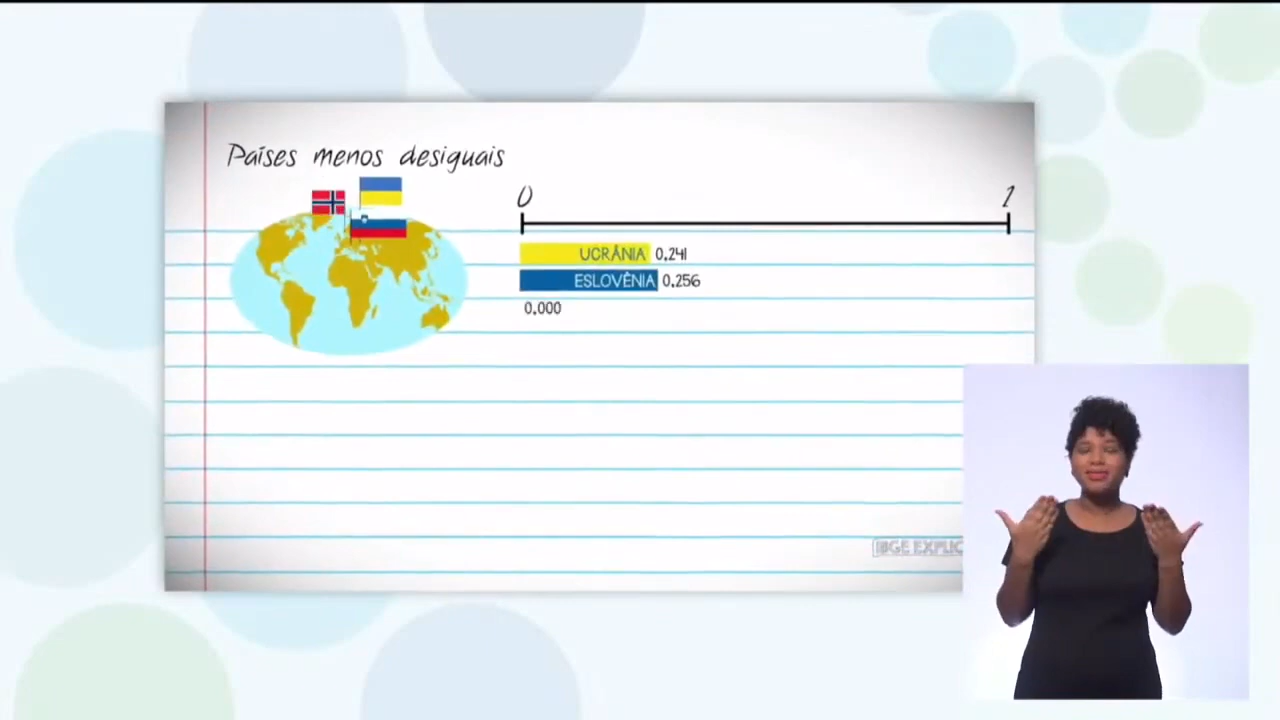 Países menos desiguais
0 1
UCRÂNIA 0,241
ESLOVÊNIA 0,256
0,000
IBGE EXPLIC